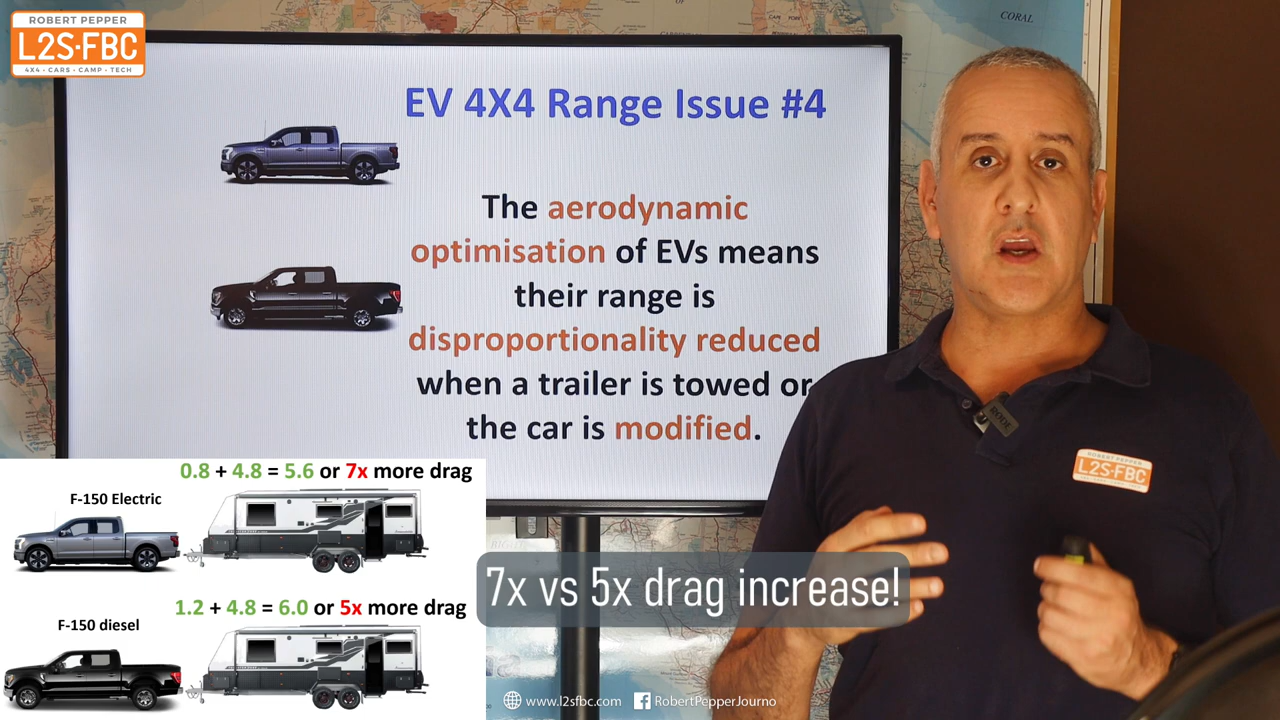 ROBERT PEPPER
L2S·FBC
4X4 · CARS · CAMP · TECH
CORAL
EV 4X4 Range Issue #4
The aerodynamic
optimisation of EVs means
their range is
disproportionality reduced
when a trailer is towed or
the car is modified.
0.8 + 4.8 = 5.6 or 7x more drag
F-150 Electric
1.2 + 4.8 = 6.0 or 5x more drag
F-150 diesel
7x vs 5x drag increase!
RODE
ROBERT PEPPER
L2S·FBC
www.l2sfbc.com
RobertPepperJourno